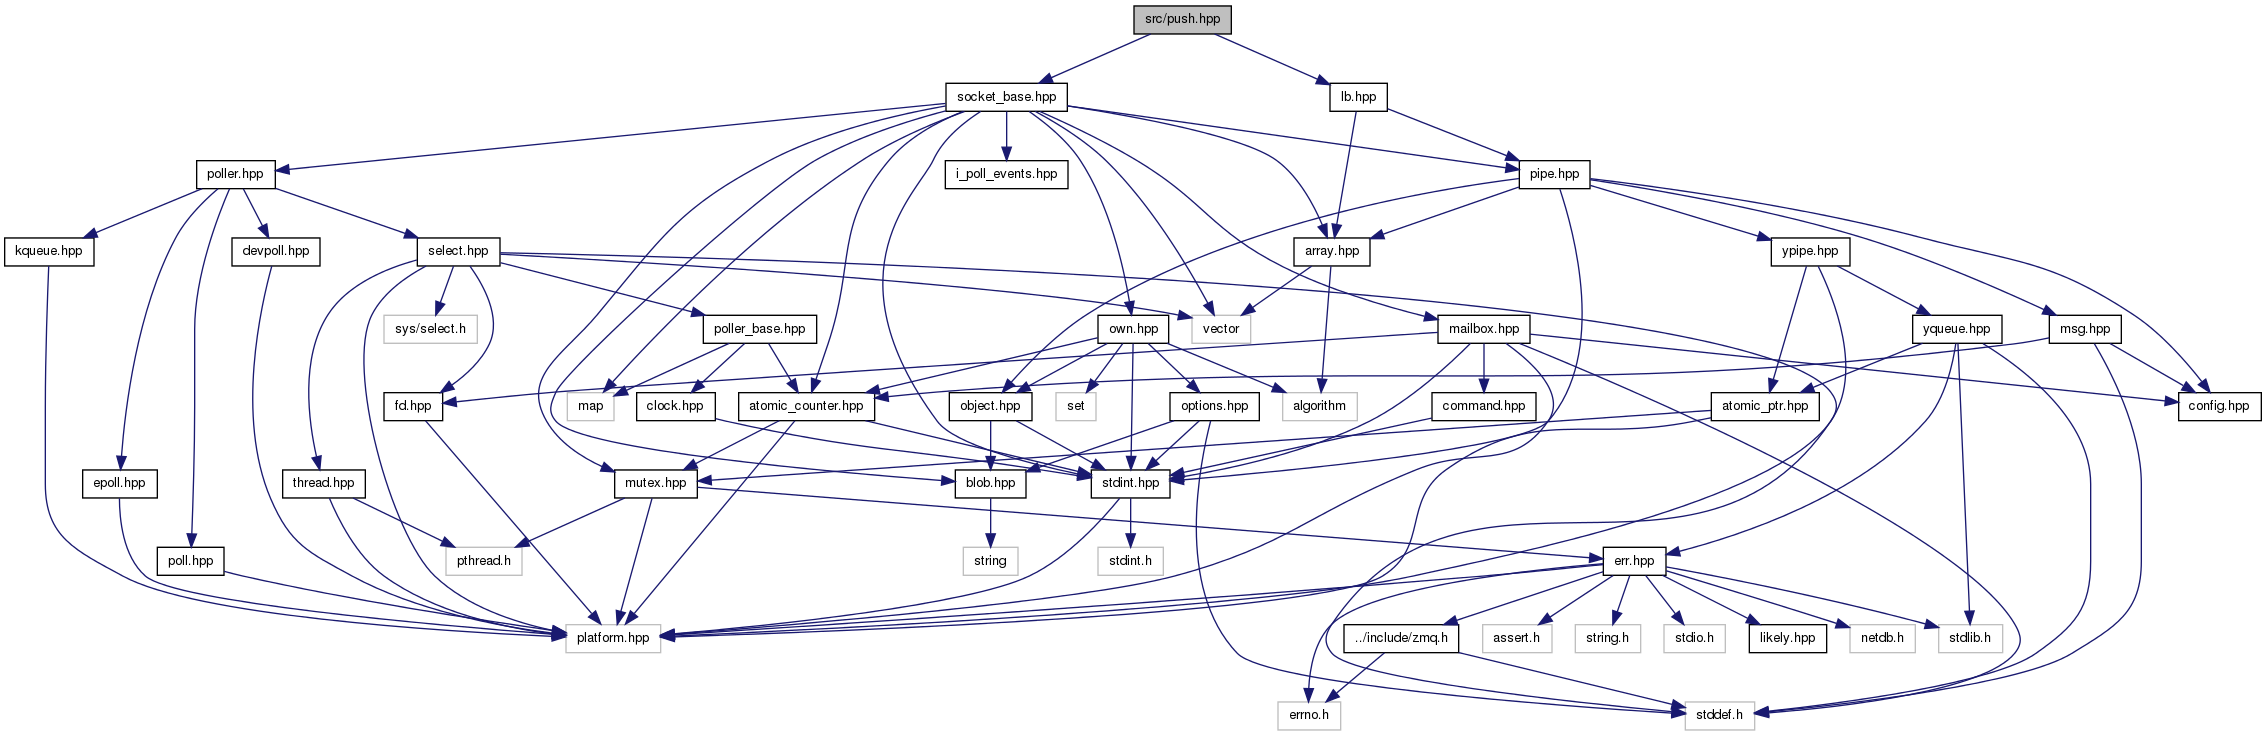 src/push.hpp
socket_base.hpp
lb.hpp
poller.hpp
i_poll_events.hpp
pipe.hpp
kqueue.hpp
devpoll.hpp
select.hpp
array.hpp
ypipe.hpp
sys/select.h
poller_base.hpp
vector
own.hpp
mailbox.hpp
yqueue.hpp
msg.hpp
fd.hpp
map
clock.hpp
atomic_counter.hpp
object.hpp
set
options.hpp
algorithm
command.hpp
atomic_ptr.hpp
config.hpp
epoll.hpp
thread.hpp
mutex.hpp
blob.hpp
stdint.hpp
poll.hpp
pthread.h
string
stdint.h
err.hpp
platform.hpp
../include/zmq.h
assert.h
string.h
stdio.h
likely.hpp
netdb.h
stdlib.h
errno.h
stddef.h